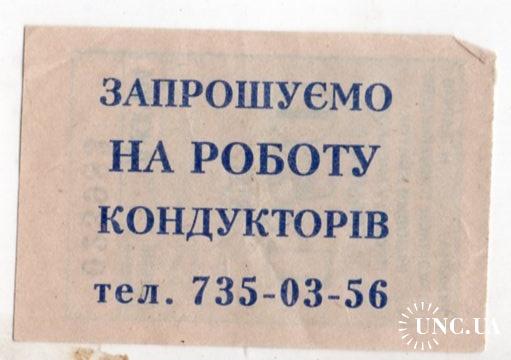 ЗАПРОШУЄМО
НА РОБОТУ
КОНДУКТОРІВ
тел. 735-03-56
UNC.UA